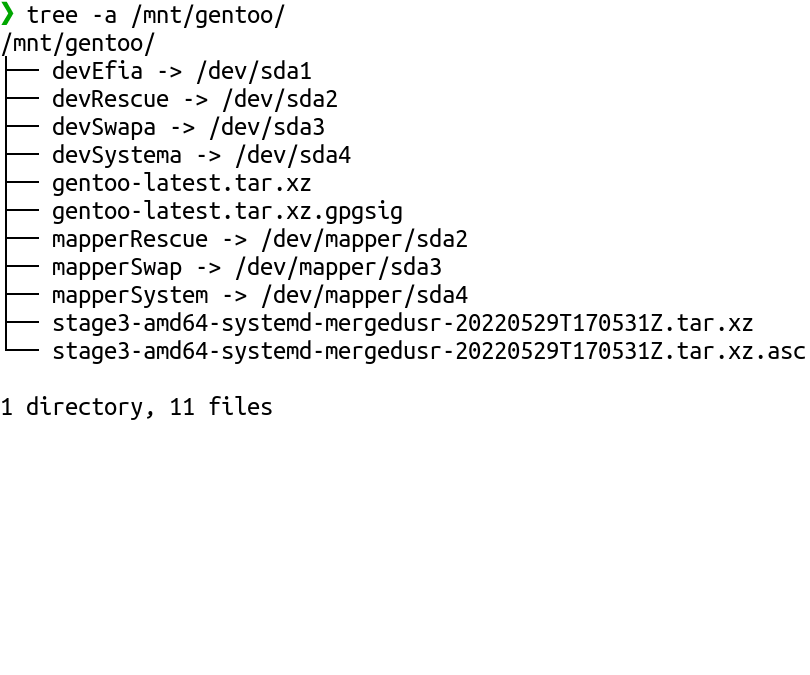 ❯ tree -a /mnt/gentoo/
/mnt/gentoo/
├── devEfia -> /dev/sda1
├── devRescue -> /dev/sda2
├── devSwapa -> /dev/sda3
├── devSystema -> /dev/sda4
├── gentoo-latest.tar.xz
├── gentoo-latest.tar.xz.gpgsig
├── mapperRescue -> /dev/mapper/sda2
├── mapperSwap -> /dev/mapper/sda3
├── mapperSystem -> /dev/mapper/sda4
├── stage3-amd64-systemd-mergedusr-20220529T170531Z.tar.xz
└── stage3-amd64-systemd-mergedusr-20220529T170531Z.tar.xz.asc

1 directory, 11 files